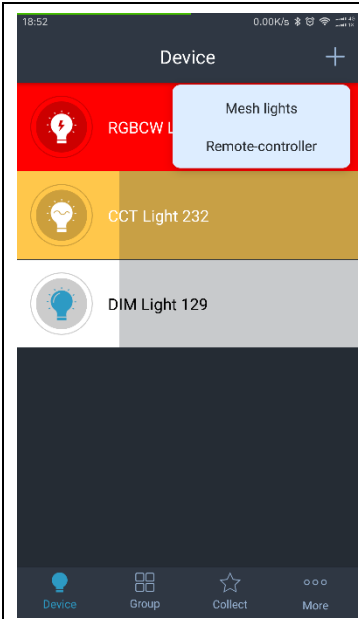 18:52 0.00K/s
Device
Mesh lights
RGBCW L
Remote-controller
CCT Light 232
DIM Light 129
Device Group Collect More